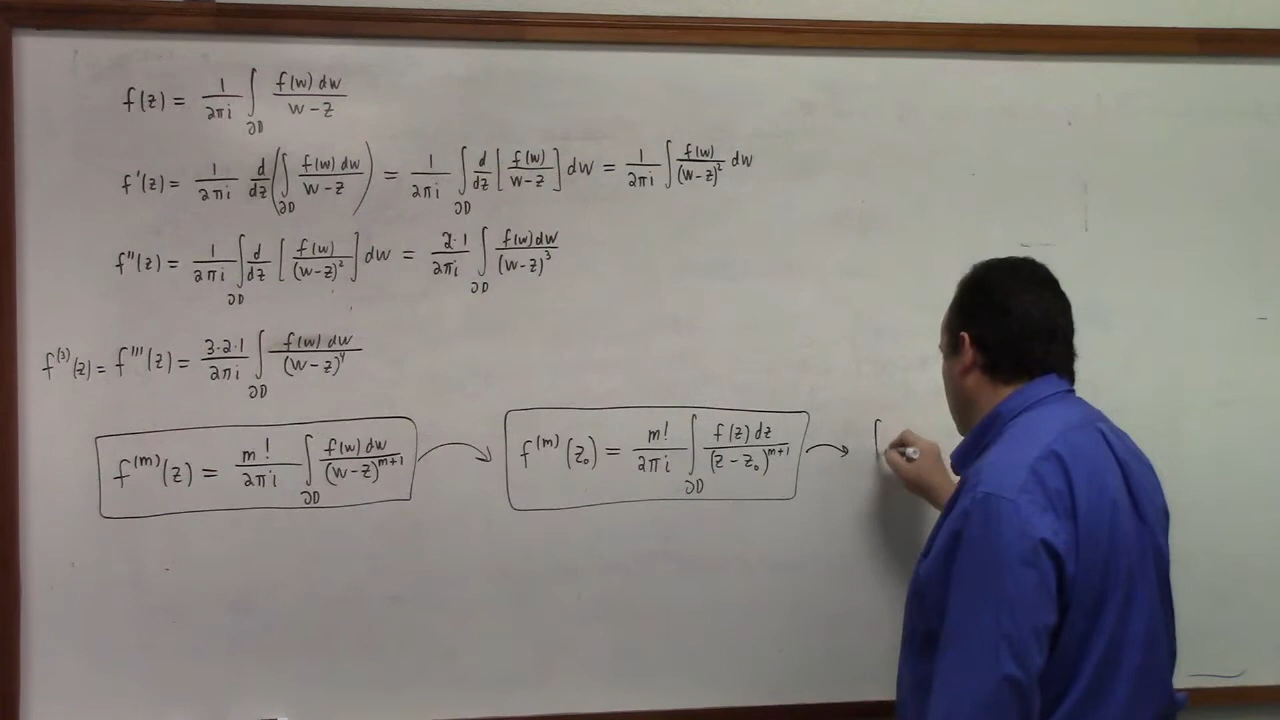 f(z) = 1/2πi ∫_∂D f(w) dw / w-z
f'(z) = 1/2πi d/dz (∫_∂D f(w) dw / w-z) = 1/2πi ∫_∂D d/dz [f(w) / w-z] dw = 1/2πi ∫ f(w) / (w-z)² dw
f''(z) = 1/2πi ∫_∂D d/dz [f(w) / (w-z)²] dw = 2·1/2πi ∫_∂D f(w) dw / (w-z)³
f⁽³⁾(z) = f'''(z) = 3·2·1/2πi ∫_∂D f(w) dw / (w-z)⁴
f^(m)(z) = m!/2πi ∫_∂D f(w) dw / (w-z)^{m+1} → f^(m)(z₀) = m!/2πi ∫_∂D f(z) dz / (z-z₀)^{m+1} → ∫